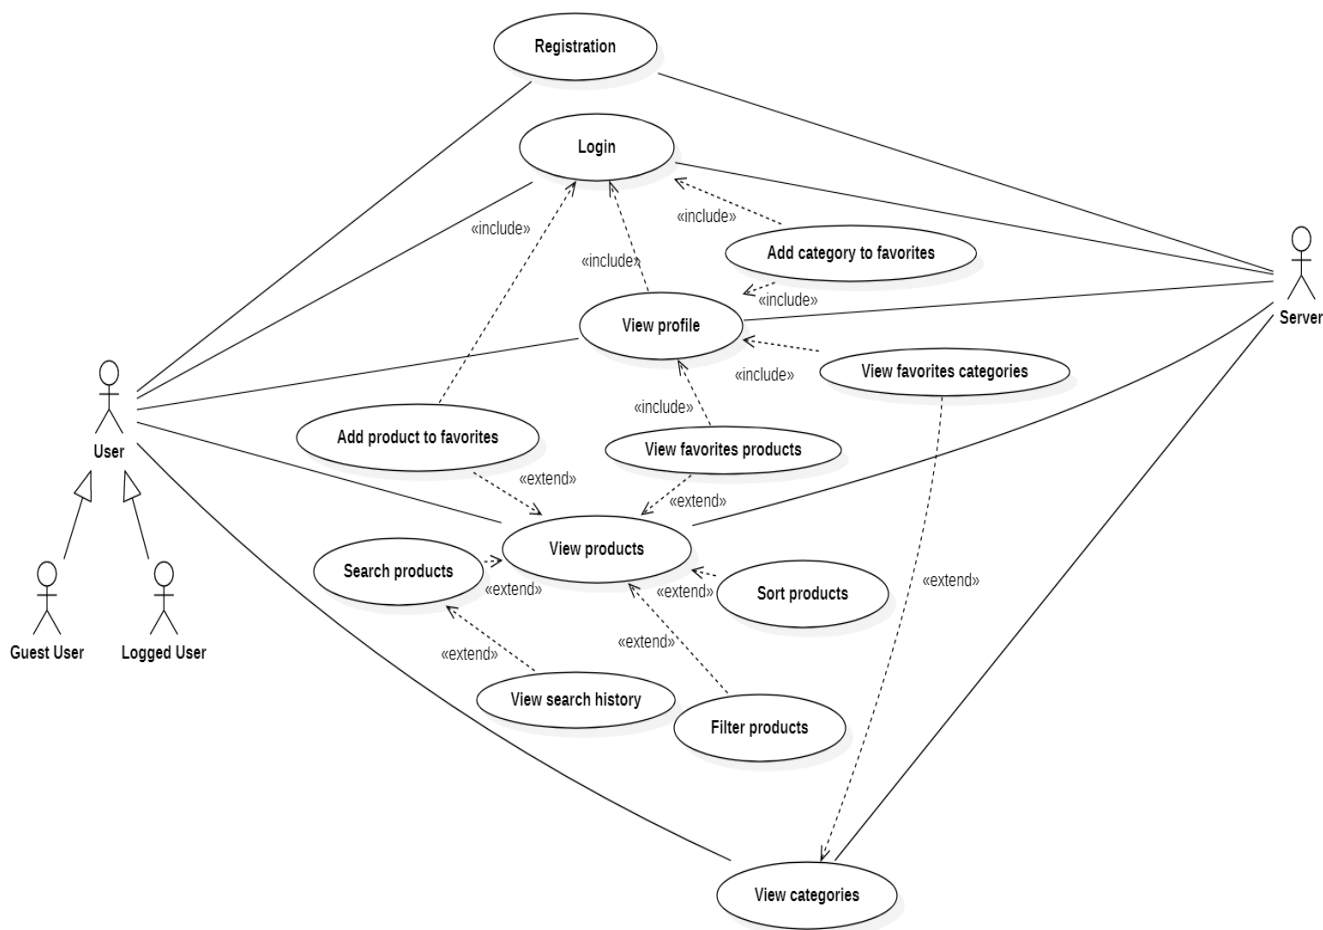 Registration
Login
«include»
«include»
Add category to favorites
«include»
«include»
Server
View profile
View favorites categories
«include»
«include»
User
Add product to favorites
View favorites products
«extend»
«extend»
View products
Search products
«extend»
«extend»
Sort products
«extend»
«extend»
«extend»
Guest User
Logged User
View search history
Filter products
View categories